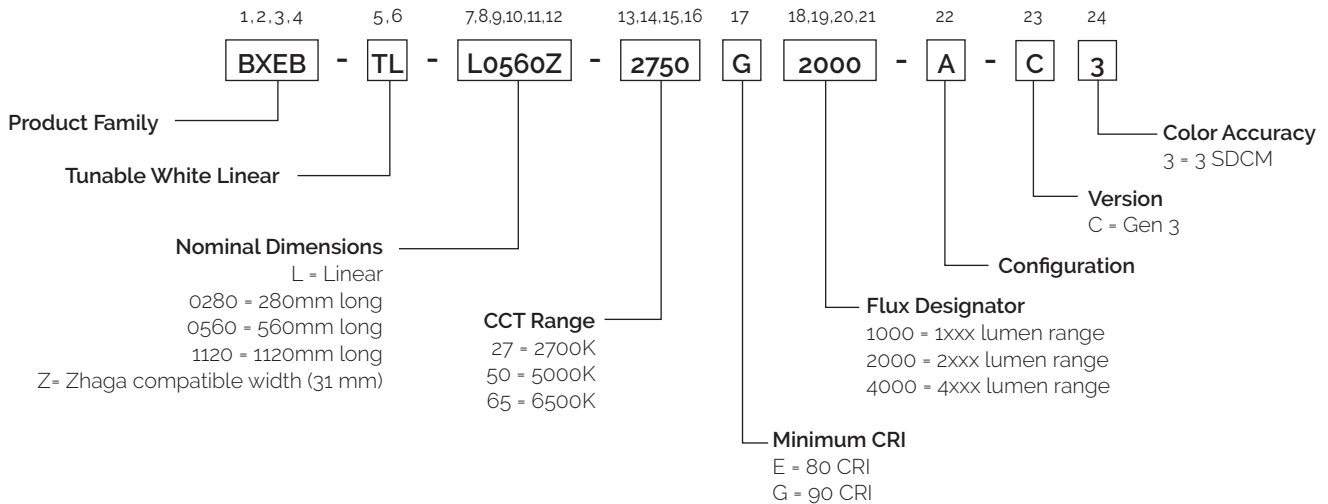 1,2,3,4 5,6 7,8,9,10,11,12 13,14,15,16 17 18,19,20,21 22 23 24
BXEB - TL - L0560Z - 2750 G 2000 - A - C 3
Product Family
Color Accuracy
3 = 3 SDCM
Tunable White Linear
Version
C = Gen 3
Nominal Dimensions
L = Linear
0280 = 280mm long
0560 = 560mm long
1120 = 1120mm long
Z= Zhaga compatible width (31 mm)
Configuration
CCT Range
27 = 2700K
50 = 5000K
65 = 6500K
Flux Designator
1000 = 1xxx lumen range
2000 = 2xxx lumen range
4000 = 4xxx lumen range
Minimum CRI
E = 80 CRI
G = 90 CRI